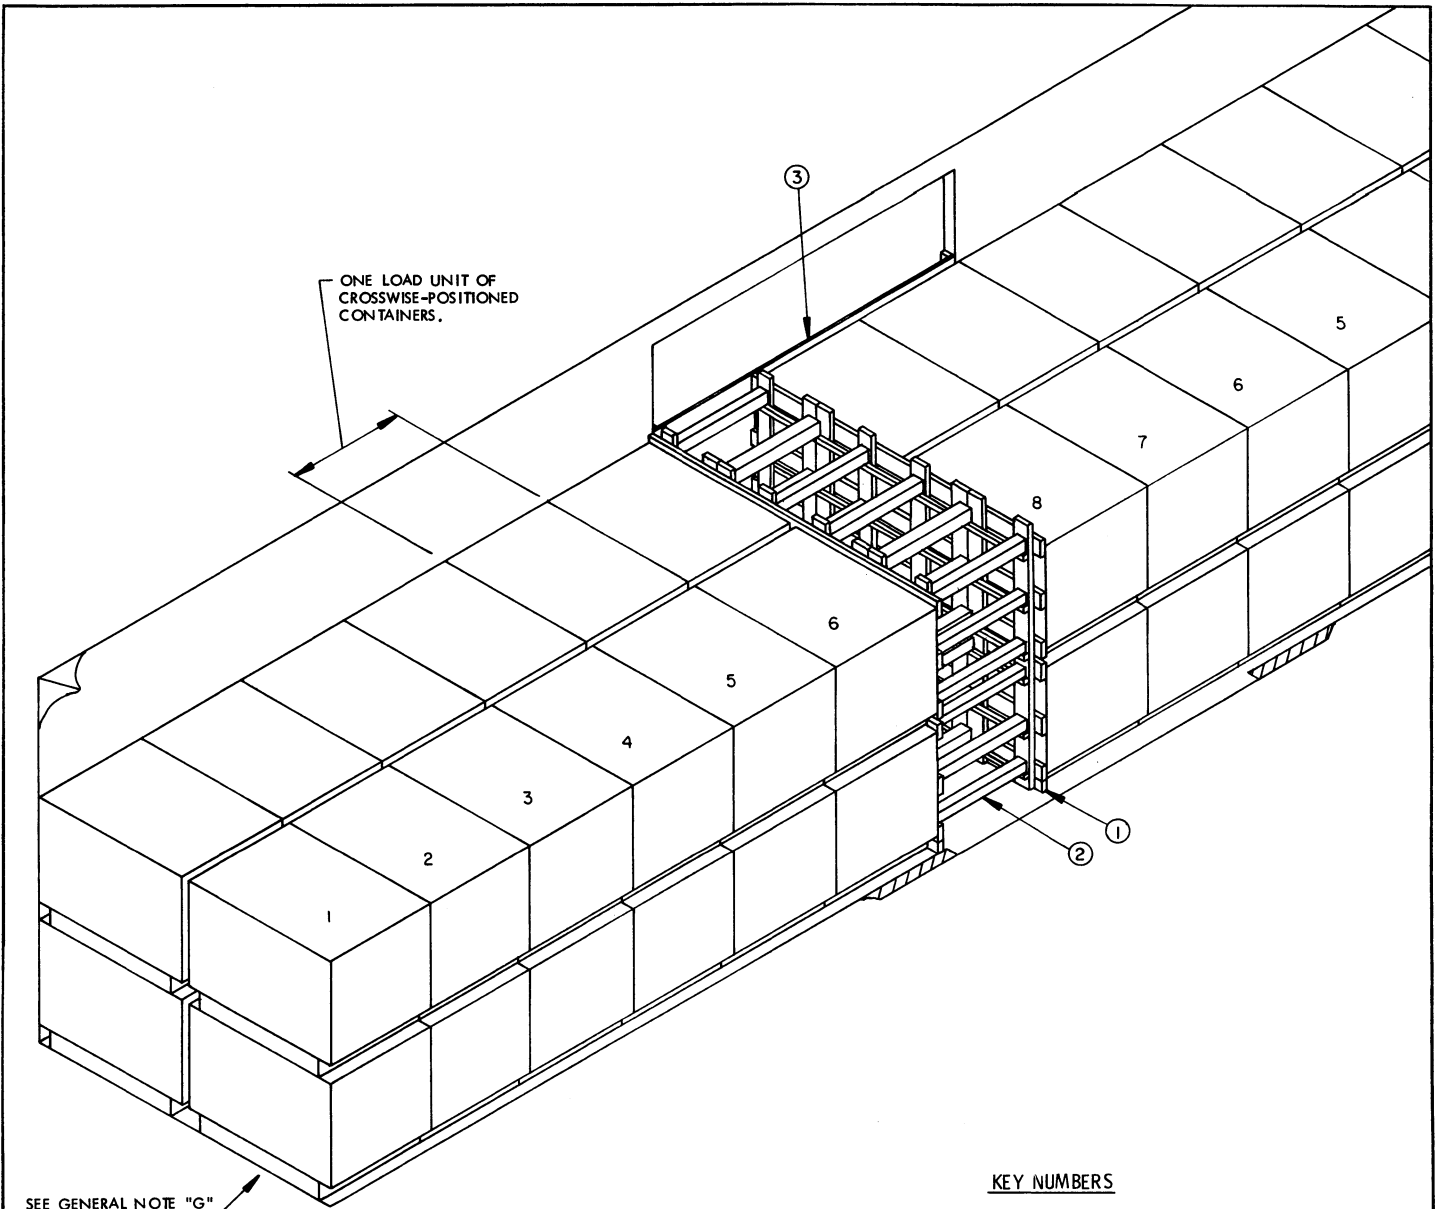 ③
ONE LOAD UNIT OF
CROSSWISE-POSITIONED
CONTAINERS.
5
6
7
8
6
5
4
3
2
1
①
②
KEY NUMBERS
SEE GENERAL NOTE "G"